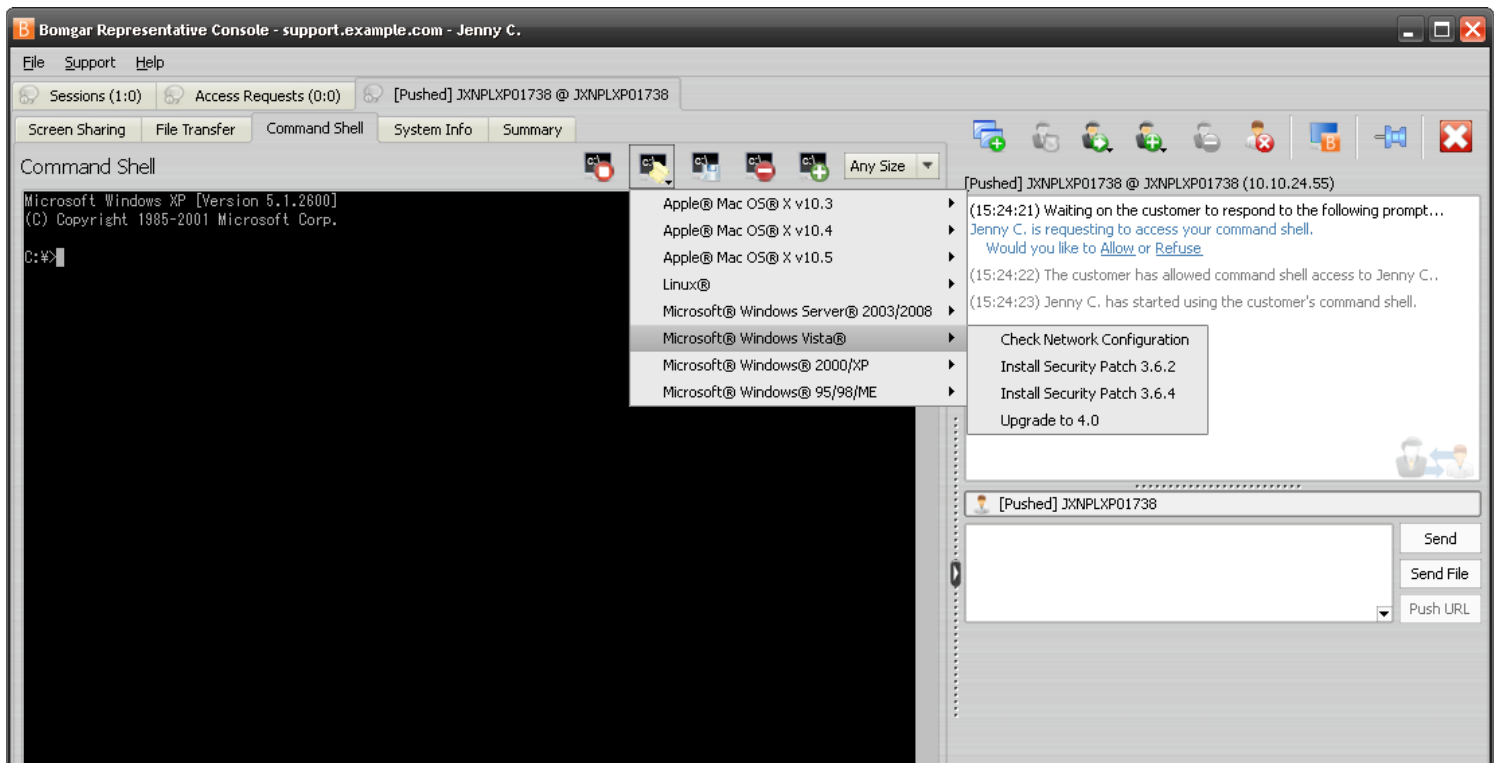 Bomgar Representative Console - support.example.com - Jenny C.
File Support Help
Sessions (1:0) Access Requests (0:0) [Pushed] JXNPLXP01738 @ JXNPLXP01738
Screen Sharing File Transfer Command Shell System Info Summary
Command Shell
Any Size
Microsoft Windows XP [Version 5.1.2600]
(C) Copyright 1985-2001 Microsoft Corp.
C:¥>
Apple® Mac OS® X v10.3
Apple® Mac OS® X v10.4
Apple® Mac OS® X v10.5
Linux®
Microsoft® Windows Server® 2003/2008
Microsoft® Windows Vista®
Microsoft® Windows® 2000/XP
Microsoft® Windows® 95/98/ME
Check Network Configuration
Install Security Patch 3.6.2
Install Security Patch 3.6.4
Upgrade to 4.0
[Pushed] JXNPLXP01738 @ JXNPLXP01738 (10.10.24.55)
(15:24:21) Waiting on the customer to respond to the following prompt...
Jenny C. is requesting to access your command shell.
Would you like to Allow or Refuse
(15:24:22) The customer has allowed command shell access to Jenny C..
(15:24:23) Jenny C. has started using the customer's command shell.
[Pushed] JXNPLXP01738
Send
Send File
Push URL